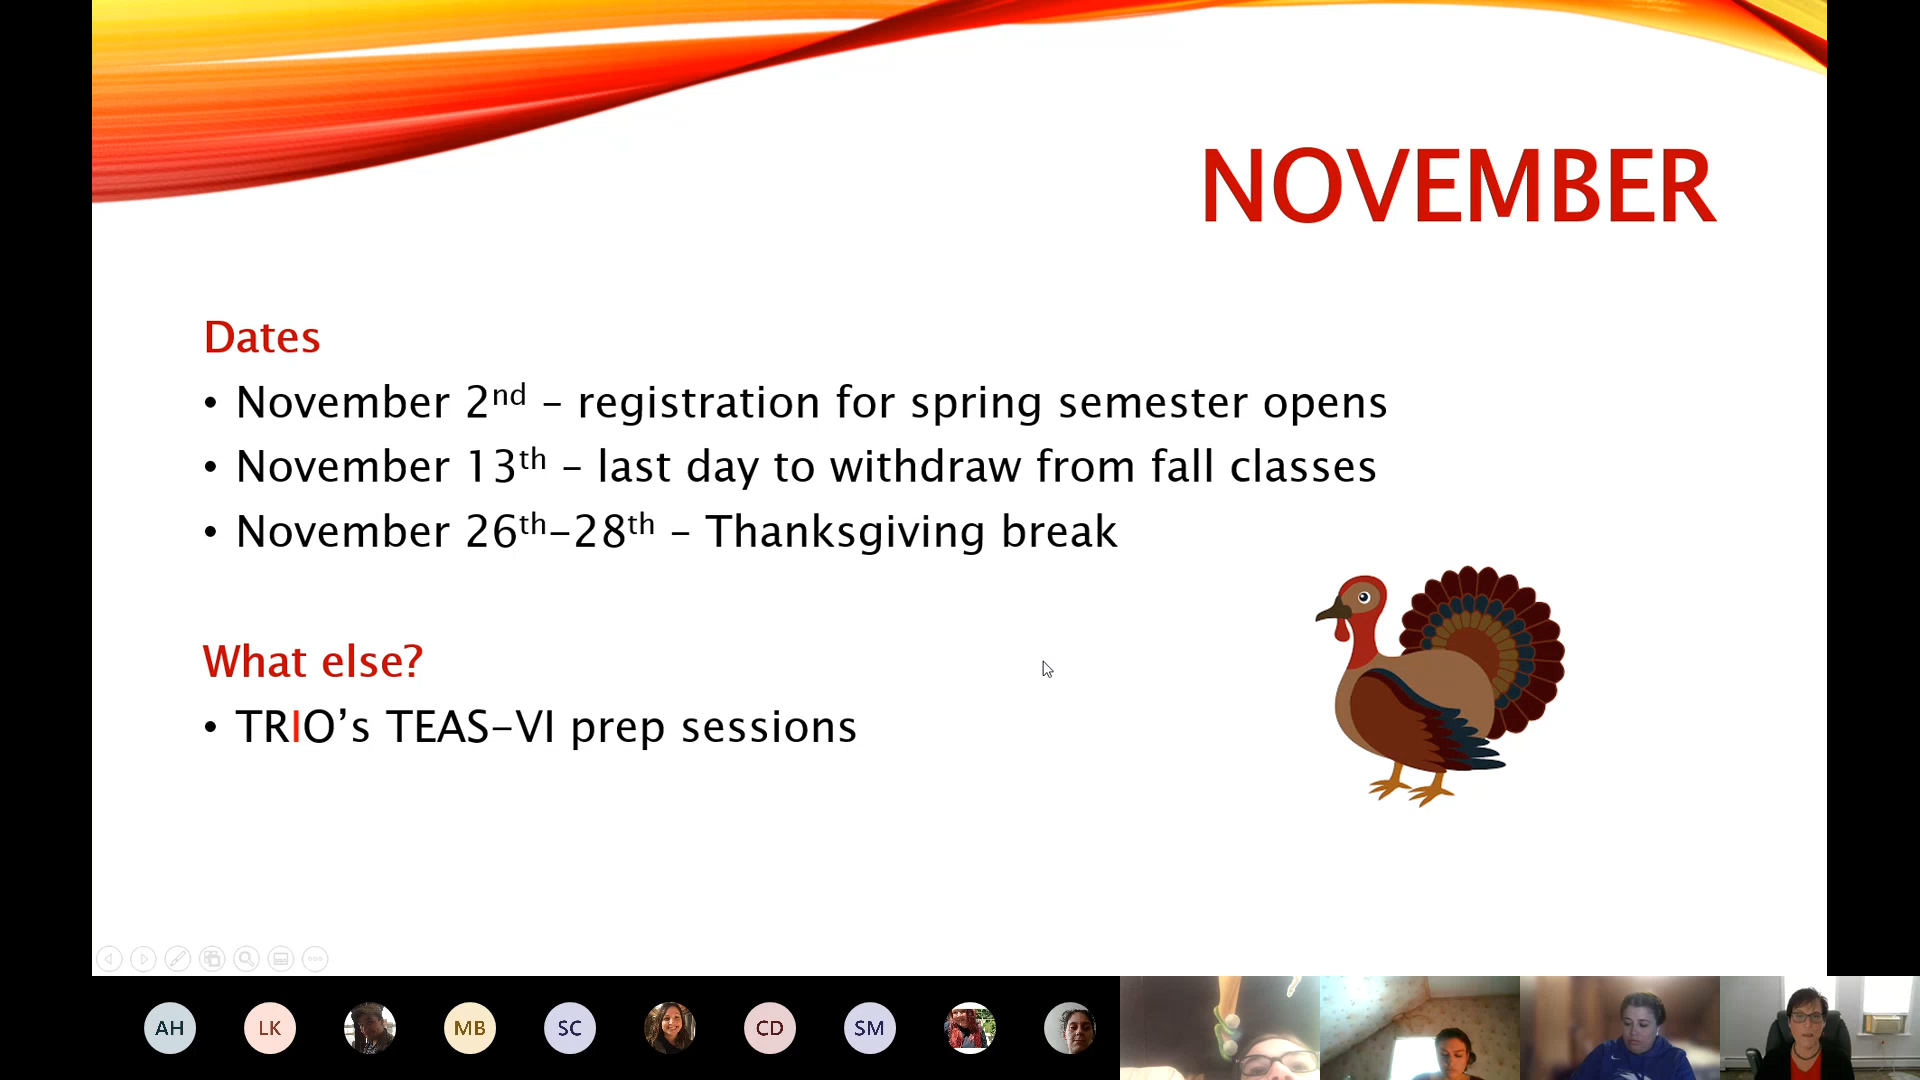 NOVEMBER
Dates
• November 2nd – registration for spring semester opens
• November 13th – last day to withdraw from fall classes
• November 26th–28th – Thanksgiving break
What else?
• TRIO’s TEAS–VI prep sessions
AH LK MB SC CD SM